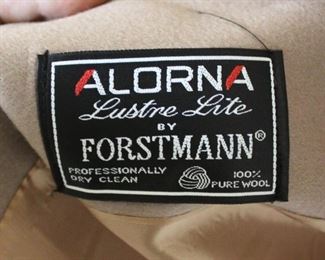 ALORNA
Lustre Lite
BY
FORSTMANN®
PROFESSIONALLY DRY CLEAN
100% PURE WOOL